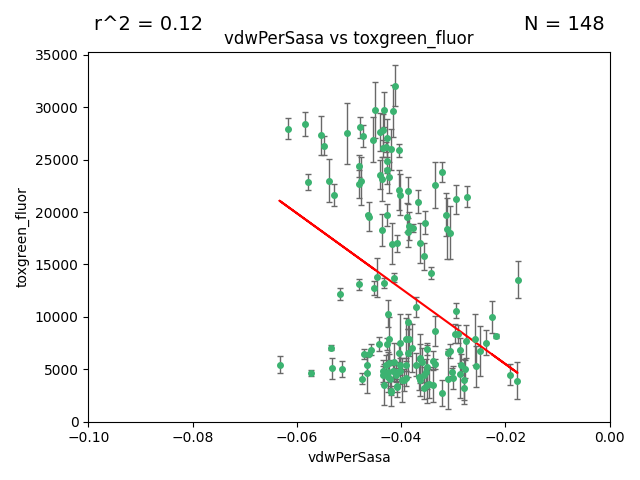 r^2 = 0.12
N = 148
vdwPerSasa vs toxgreen_fluor
35000
30000
25000
20000
15000
10000
5000
0
toxgreen_fluor
−0.10
−0.08
−0.06
−0.04
−0.02
0.00
vdwPerSasa